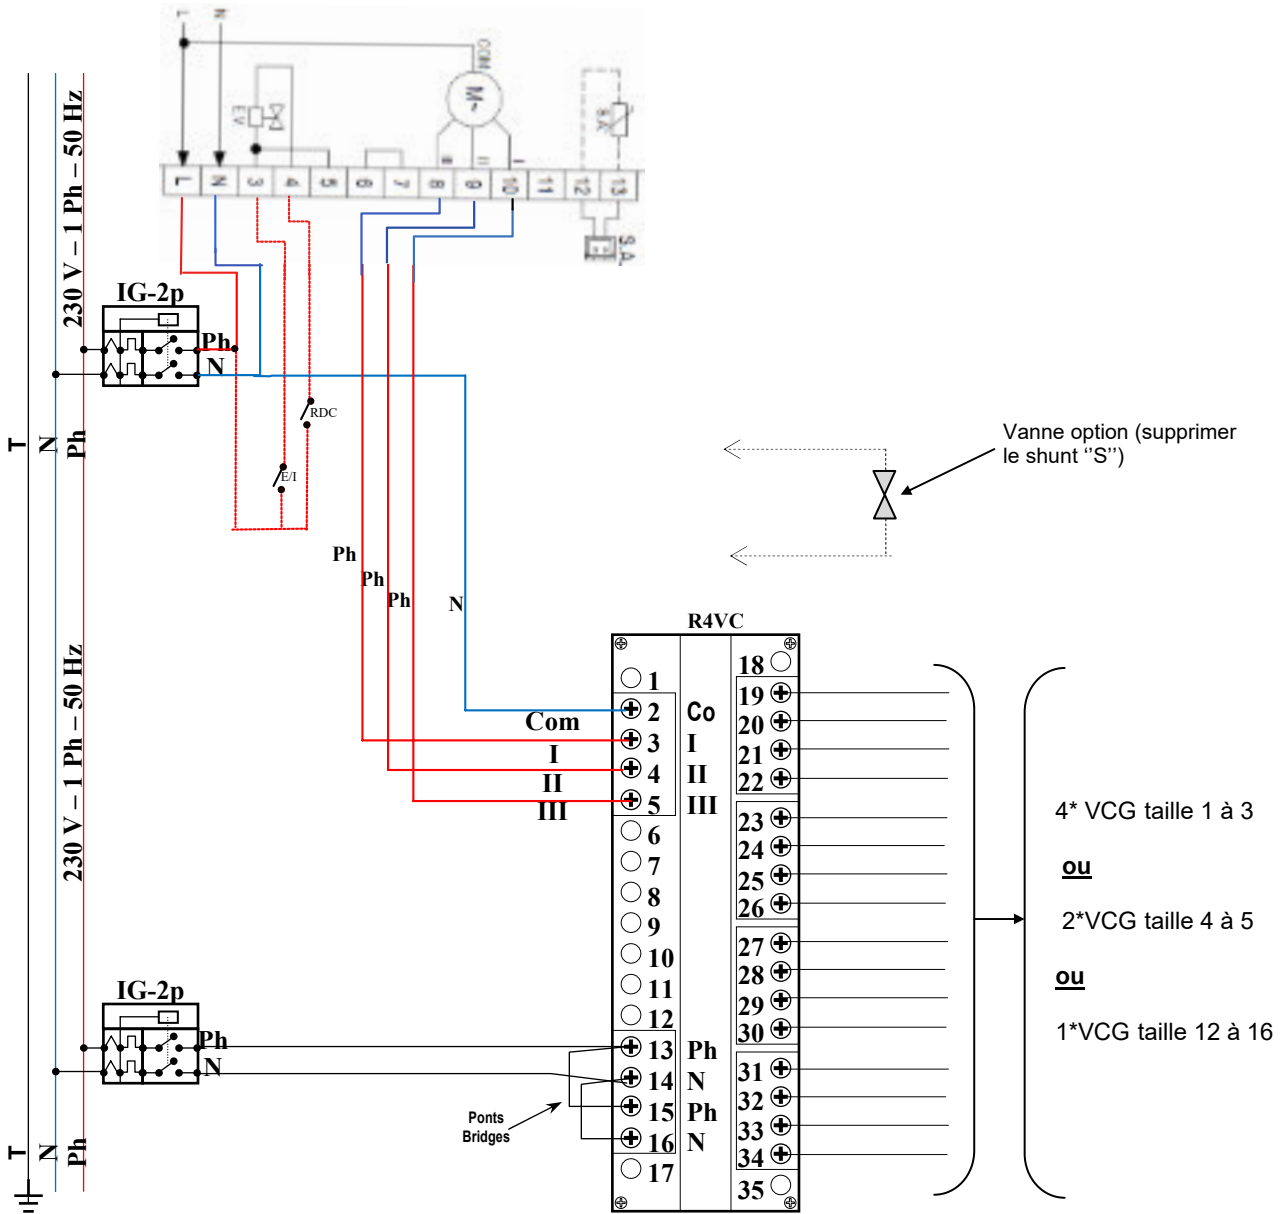 L
N
COM
M~
EV
S.A.
III
II
I
L
N
3
4
5
6
7
8
9
10
11
12
13
S.A.
230 V – 1 Ph – 50 Hz
IG-2p
Ph
N
RDC
E/I
T
N
Ph
Vanne option (supprimer
le shunt ‘’S’’)
Ph
Ph
Ph
N
R4VC
1
2
3
4
5
6
7
8
9
10
11
12
13
14
15
16
17
Co
I
II
III
Ph
N
Ph
N
18
19
20
21
22
23
24
25
26
27
28
29
30
31
32
33
34
35
Com
I
II
III
230 V – 1 Ph – 50 Hz
4* VCG taille 1 à 3
ou
2*VCG taille 4 à 5
ou
1*VCG taille 12 à 16
IG-2p
Ph
N
Ponts
Bridges
T
N
Ph